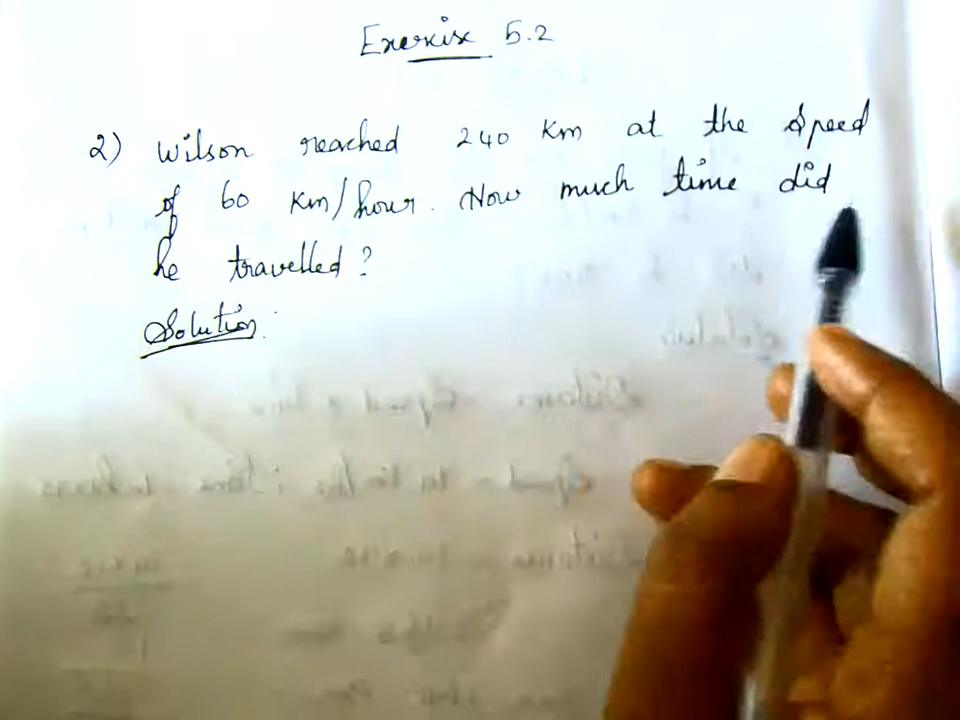 Exercise 5.2
2) Wilson reached 240 Km at the speed
of 60 Km/hour. How much time did
he travelled?
Solution: